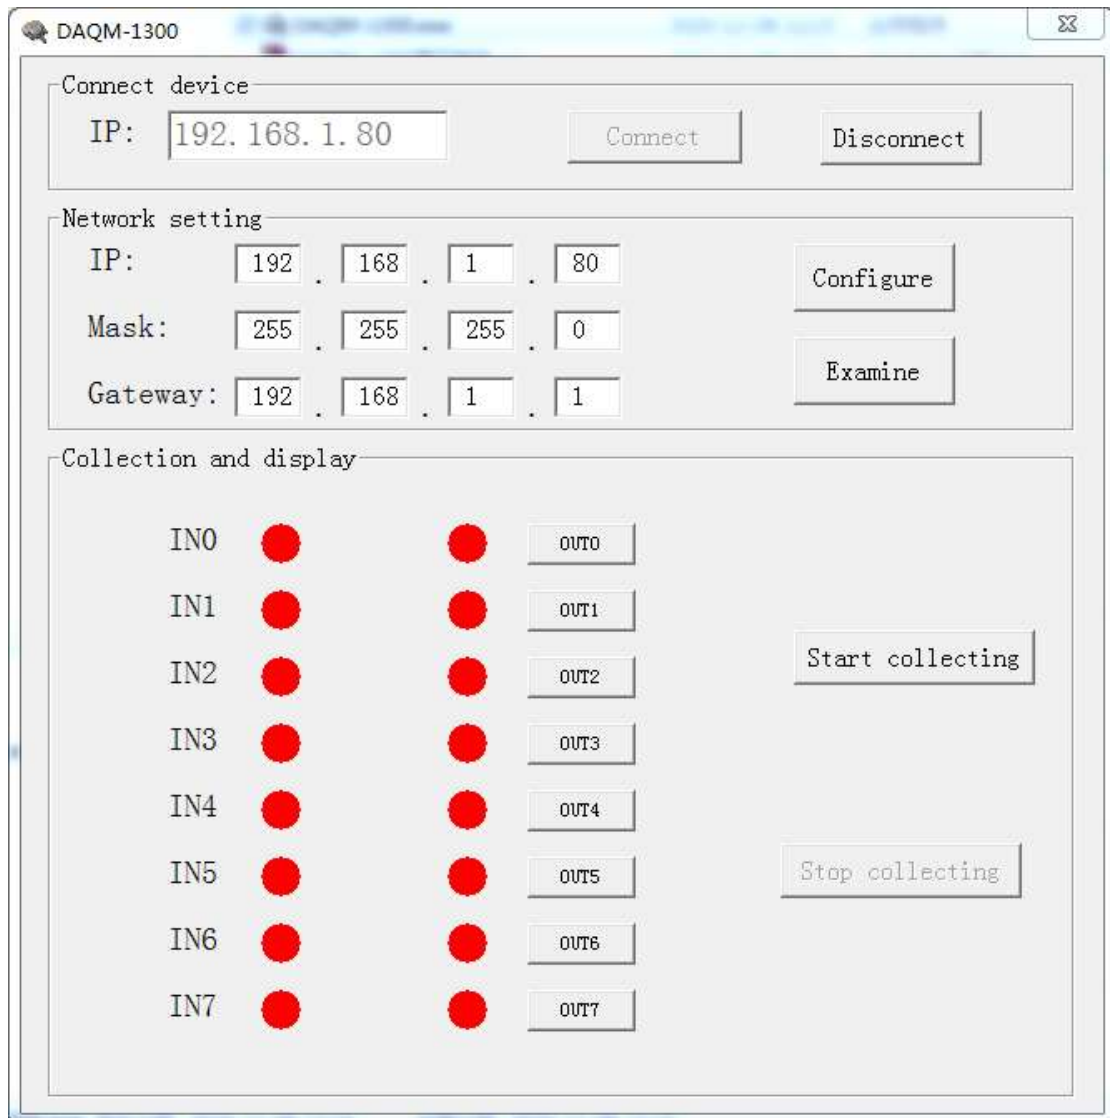 DAQM-1300
Connect device
IP: 192.168.1.80 Connect Disconnect
Network setting
IP: 192 . 168 . 1 . 80 Configure
Mask: 255 . 255 . 255 . 0
Examine
Gateway: 192 . 168 . 1 . 1
Collection and display
IN0 OUT0
IN1 OUT1
Start collecting
IN2 OUT2
IN3 OUT3
IN4 OUT4
IN5 OUT5
Stop collecting
IN6 OUT6
IN7 OUT7